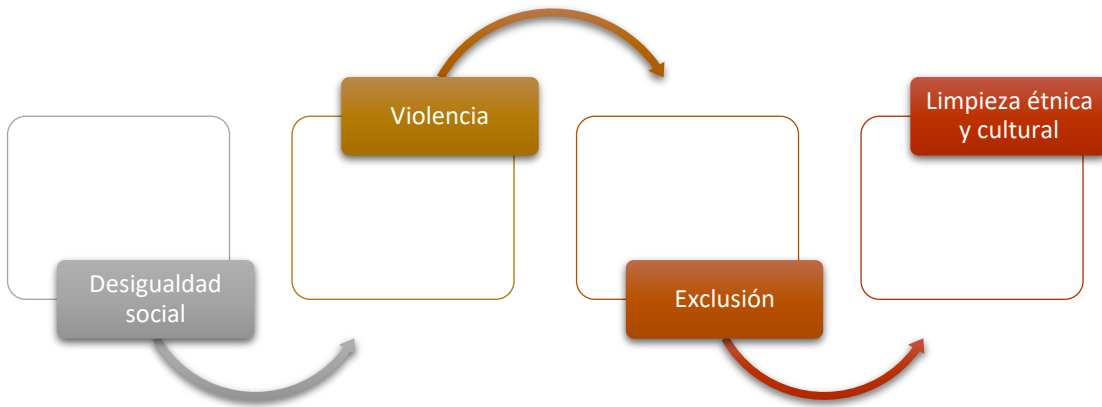 Desigualdad
social
Violencia
Exclusión
Limpieza étnica
y cultural